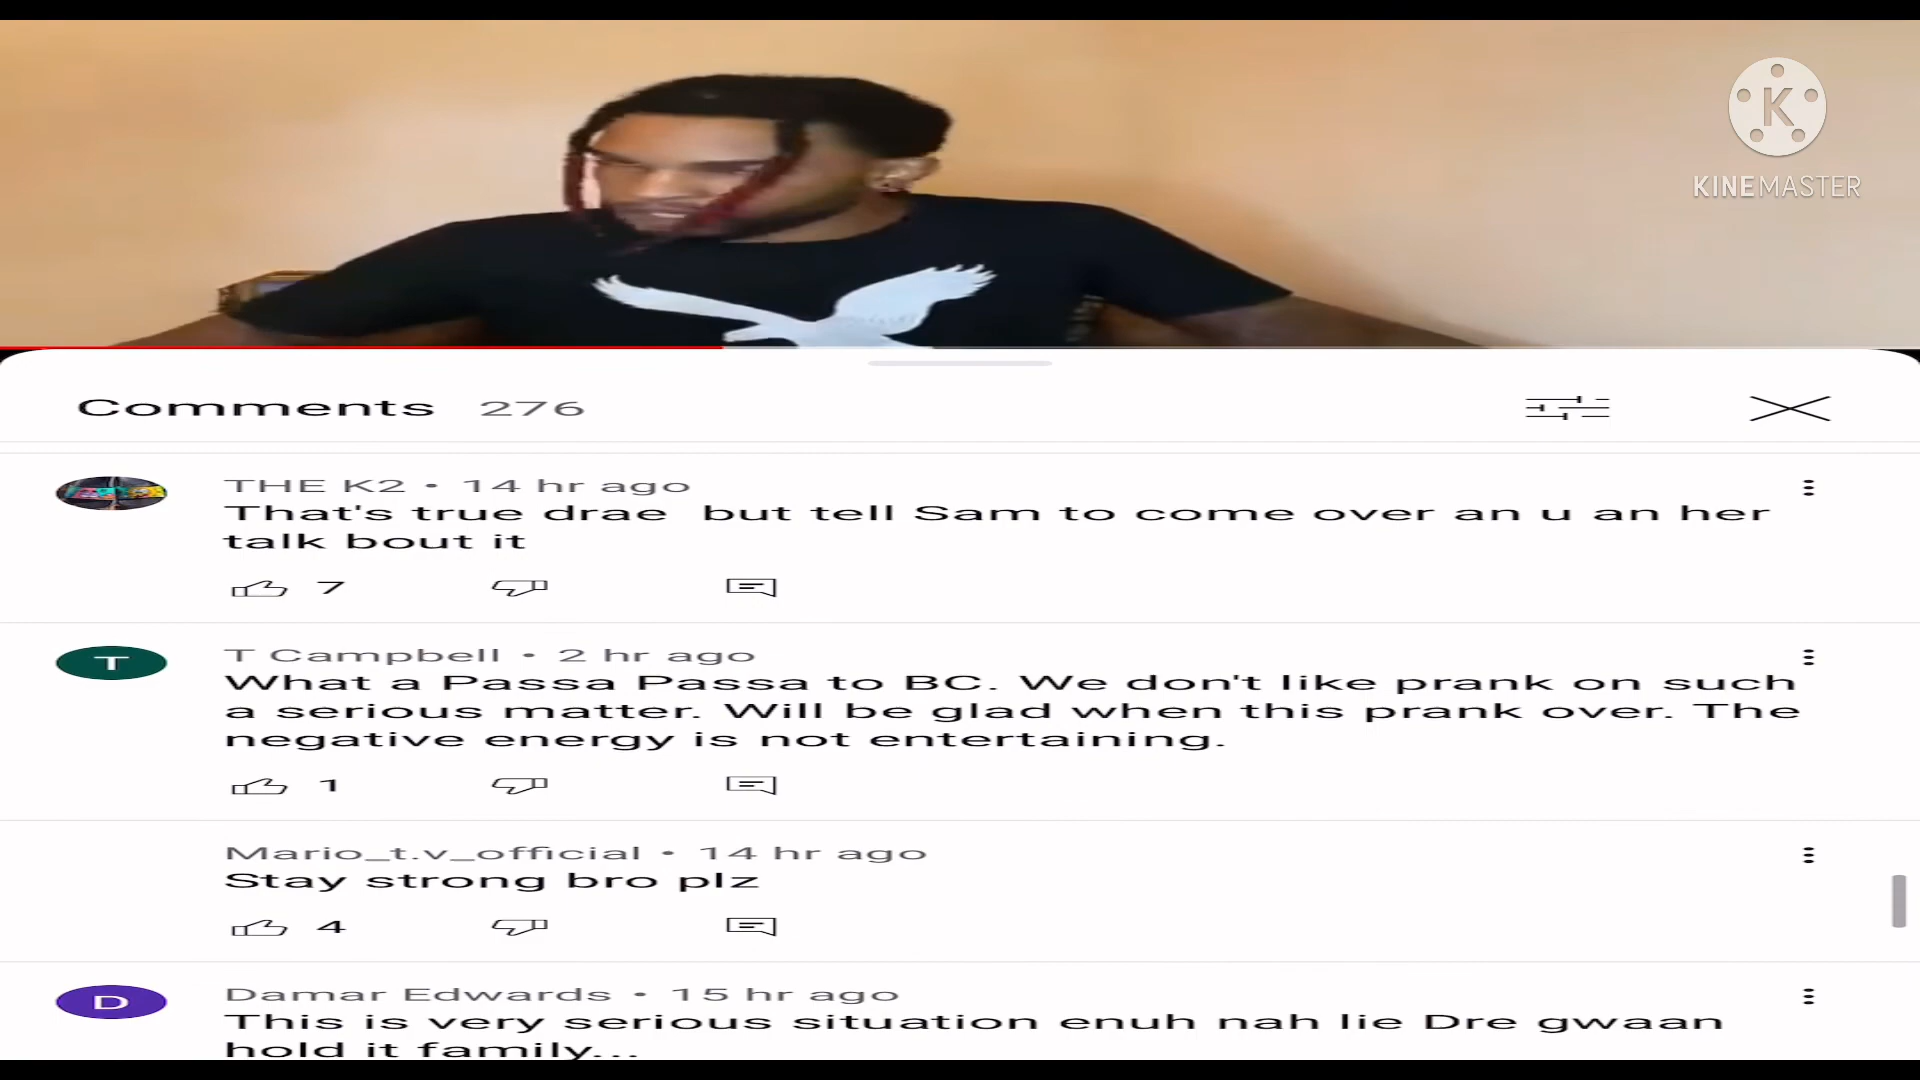 K
KINEMASTER
Comments 276
THE K2 • 14 hr ago
That's true drae but tell Sam to come over an u an her
talk bout it
7
T
T Campbell • 2 hr ago
What a Passa Passa to BC. We don't like prank on such
a serious matter. Will be glad when this prank over. The
negative energy is not entertaining.
1
Mario_t.v_official • 14 hr ago
Stay strong bro plz
4
D
Damar Edwards • 15 hr ago
This is very serious situation enuh nah lie Dre gwaan
hold it family...